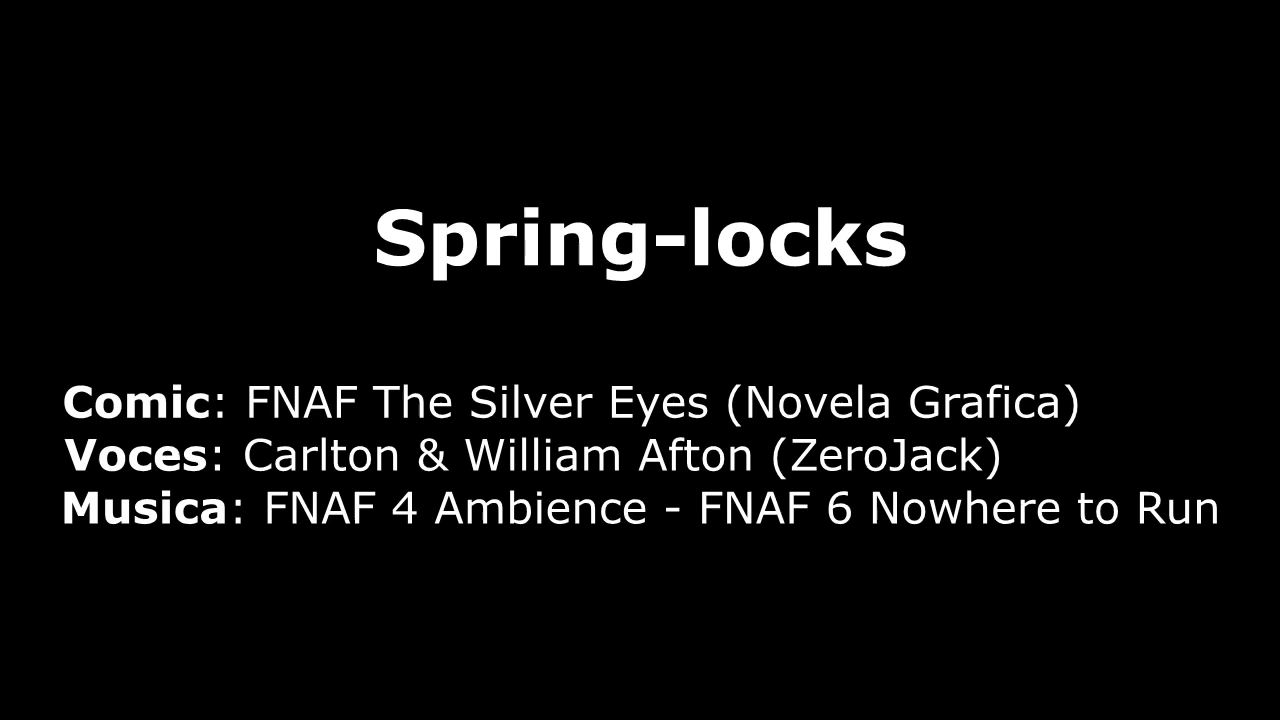 Spring-locks
Comic: FNAF The Silver Eyes (Novela Grafica)
Voces: Carlton & William Afton (ZeroJack)
Musica: FNAF 4 Ambience - FNAF 6 Nowhere to Run